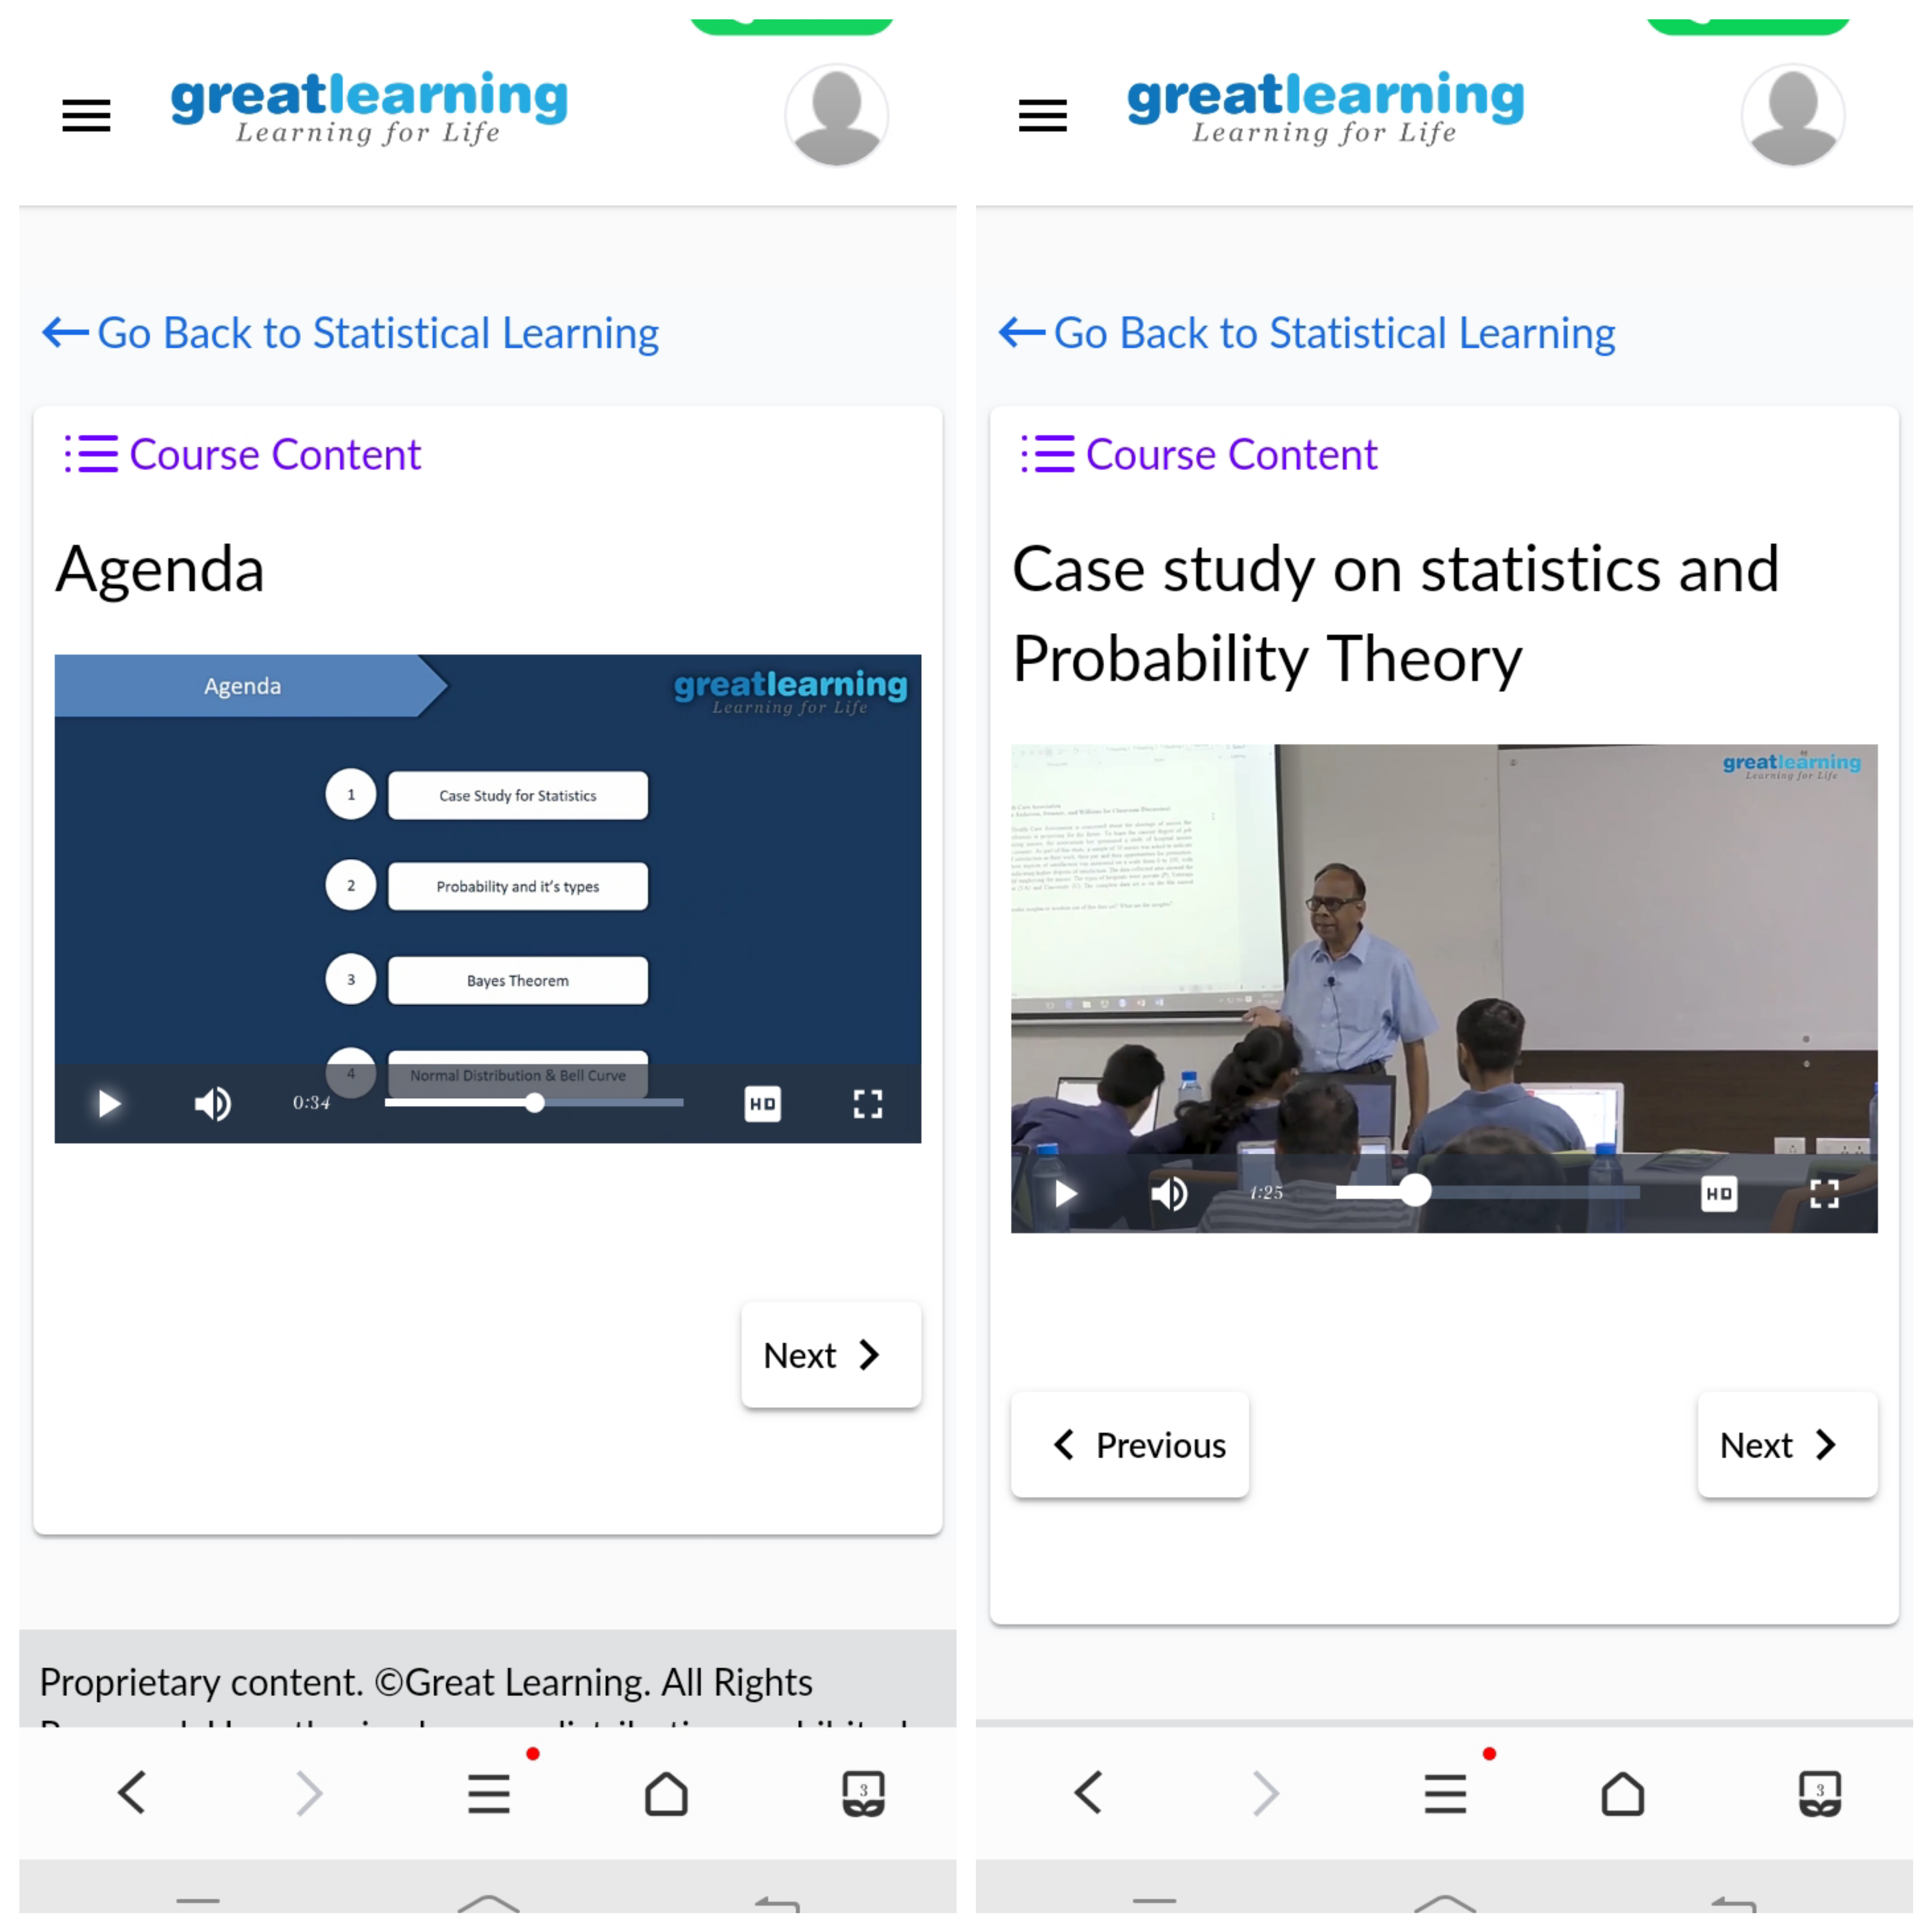 greatlearning
Learning for Life
Go Back to Statistical Learning
Course Content
Agenda
Agenda
greatlearning
Learning for Life
1
Case Study for Statistics
2
Probability and it's types
3
Bayes Theorem
4
Normal Distribution & Bell Curve
0:34
HD
Next
Proprietary content. ©Great Learning. All Rights
3
greatlearning
Learning for Life
Go Back to Statistical Learning
Course Content
Case study on statistics and
Probability Theory
greatlearning
Learning for Life
1:25
HD
Previous
Next
3